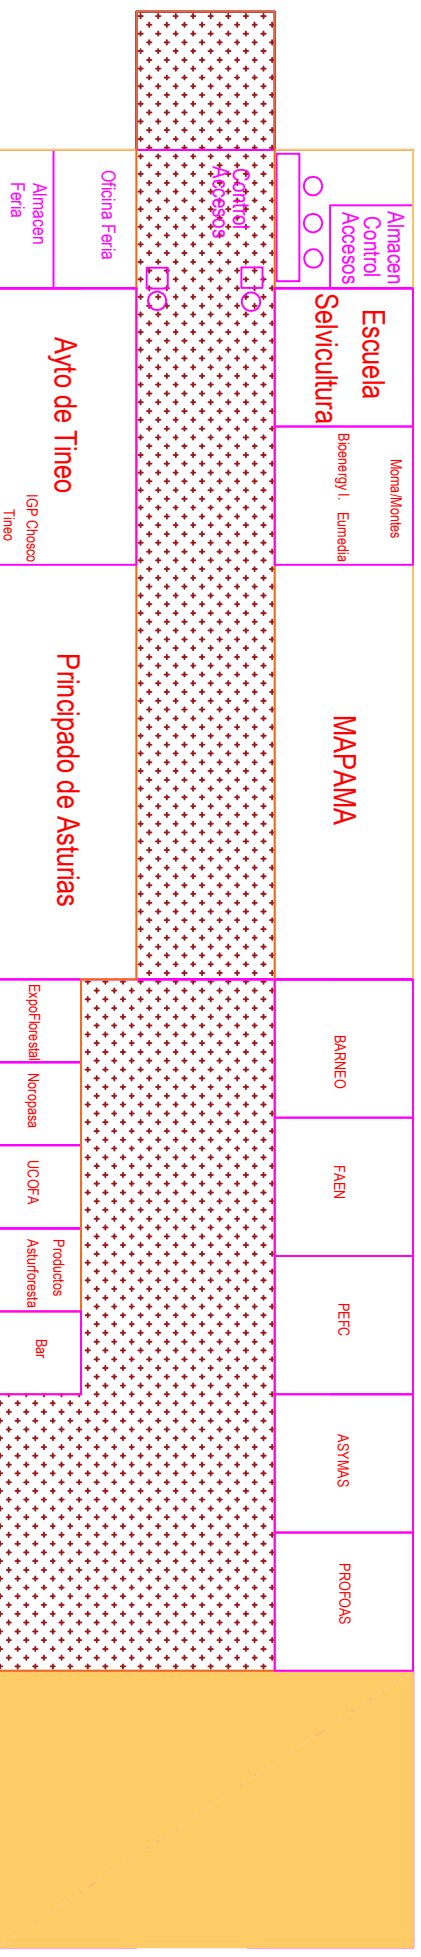 Almacen
Control
Accesos
Control
Accesos
Oficina Feria
Almacen
Feria
Escuela
Selvicultura
Ayto de Tineo
IGP Chosco
Tineo
Moma/Montes
Bioenergy I. Eumedia
MAPAMA
Principado de Asturias
BARNEO
ExpoFlorestal
Noropasa
FAEN
UCOFA
Productos
Asturforesta
PEFC
Bar
ASYMAS
PROFOAS